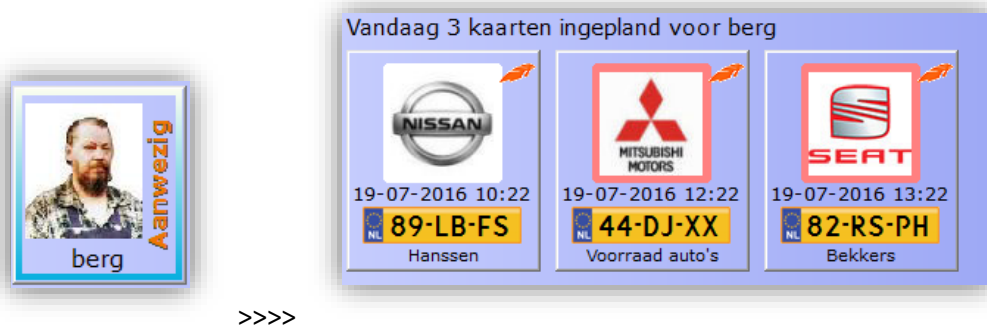 Aanwezig
berg
>>>>
Vandaag 3 kaarten ingepland voor berg
NISSAN
19-07-2016 10:22
NL 89-LB-FS
Hanssen
MITSUBISHI
MOTORS
19-07-2016 12:22
NL 44-DJ-XX
Voorraad auto's
SEAT
19-07-2016 13:22
NL 82-RS-PH
Bekkers